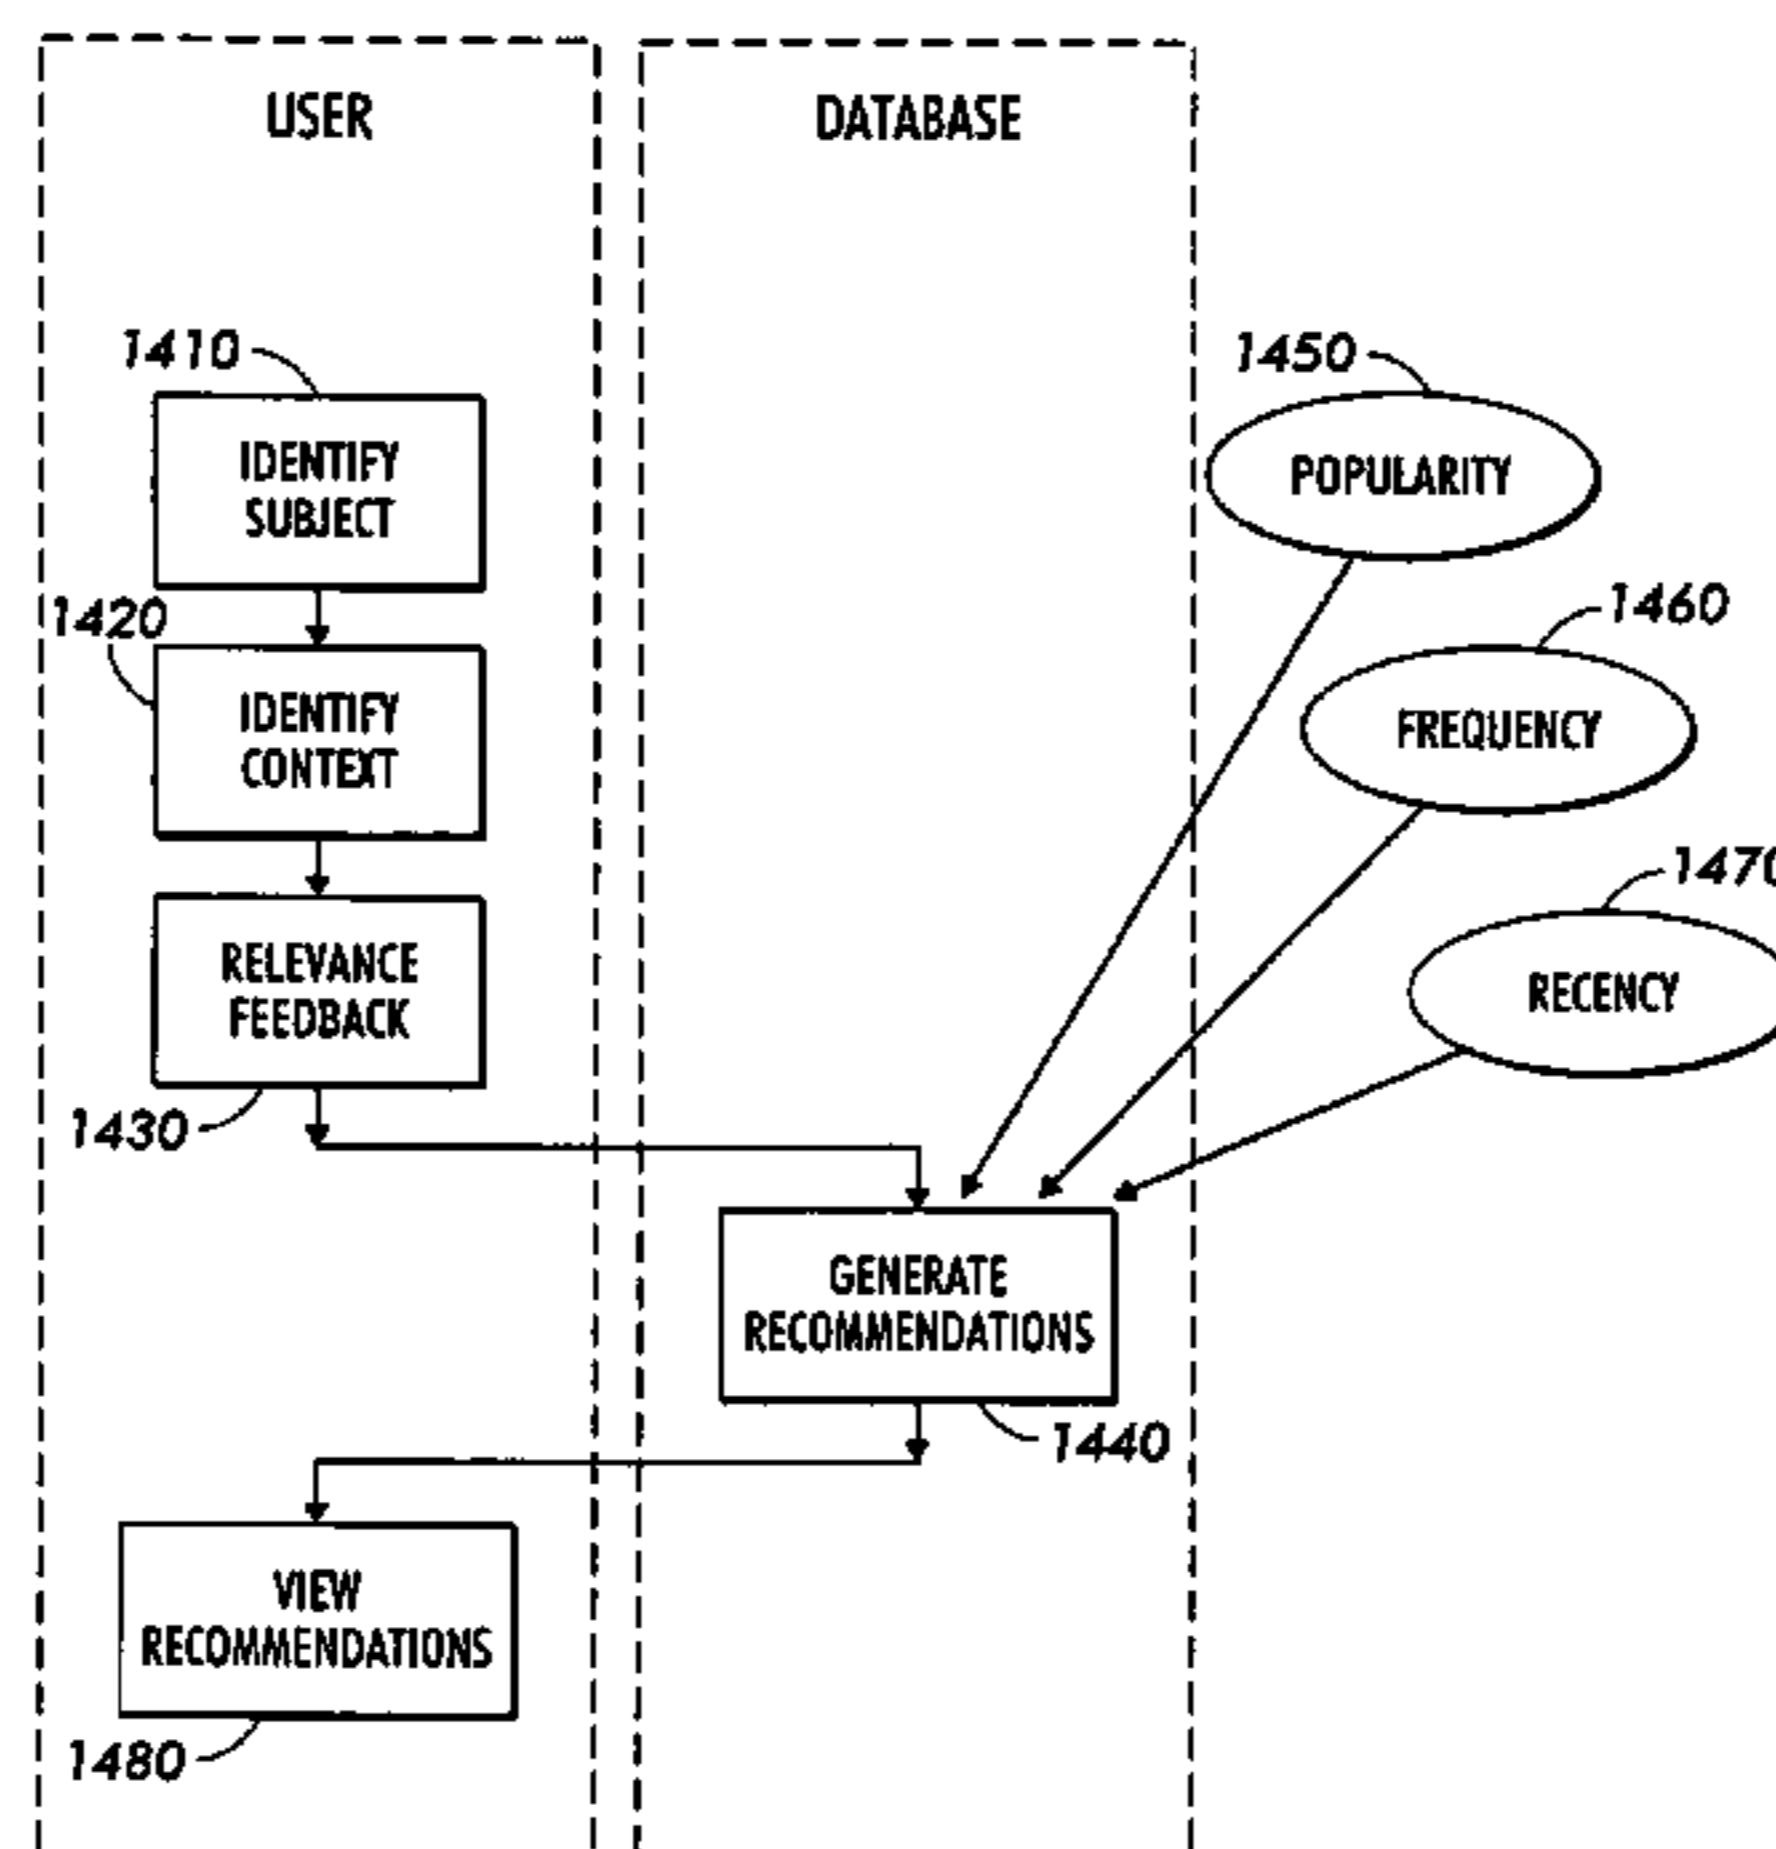 USER
DATABASE
1410
IDENTIFY
SUBJECT
1420
IDENTIFY
CONTEXT
RELEVANCE
FEEDBACK
1430
1450
POPULARITY
1460
FREQUENCY
1470
RECENCY
GENERATE
RECOMMENDATIONS
1440
VIEW
RECOMMENDATIONS
1480